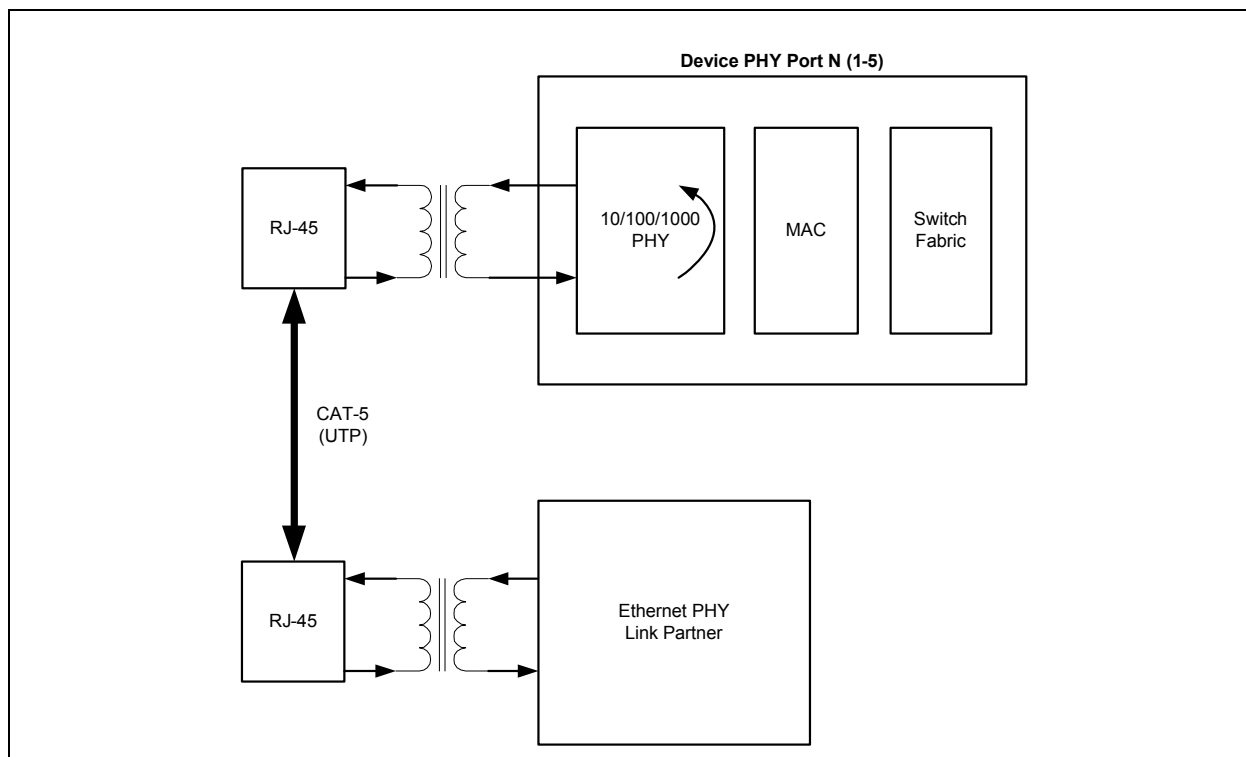 Device PHY Port N (1-5)
RJ-45
10/100/1000
PHY
MAC
Switch
Fabric
CAT-5
(UTP)
RJ-45
Ethernet PHY
Link Partner